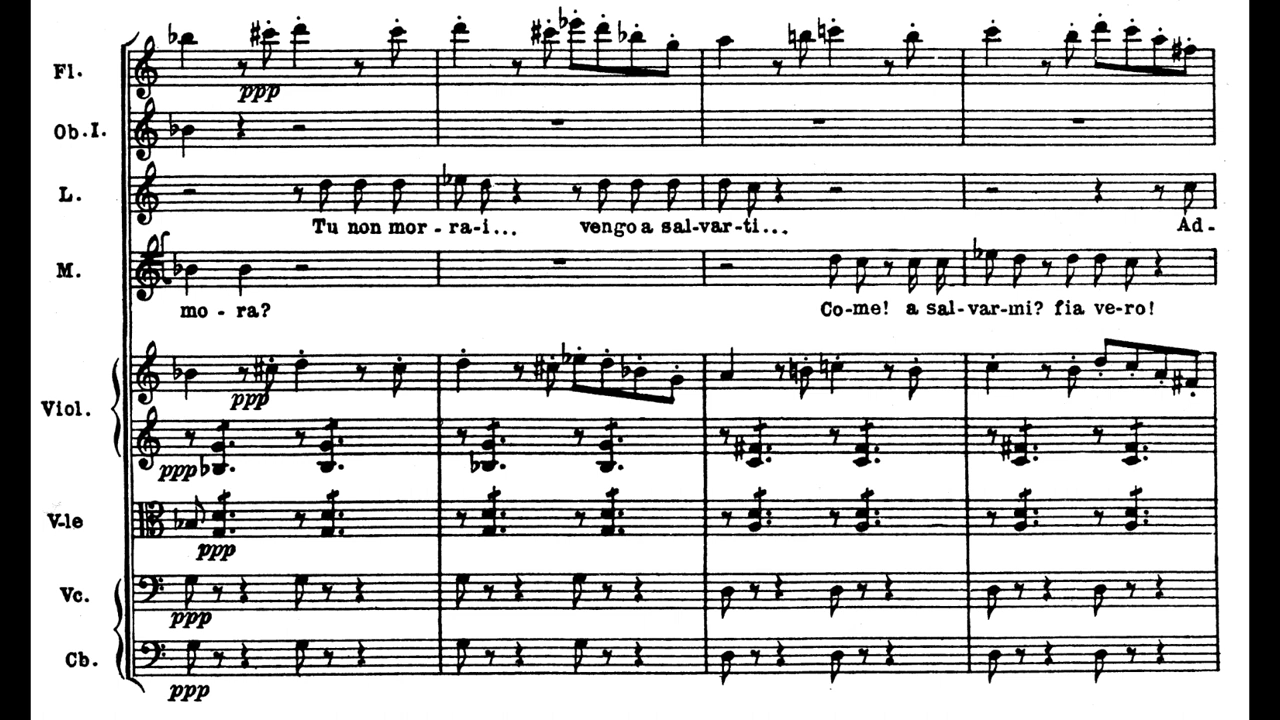 Fl.
ppp
Ob. I.
L.
Tu non mor - ra - i... vengo a sal - var - ti... Ad -
M.
mo - ra? Co - me! a sal - var - mi? fia ve - ro!
Viol.
ppp
ppp
V-le
ppp
Vc.
ppp
Cb.
ppp